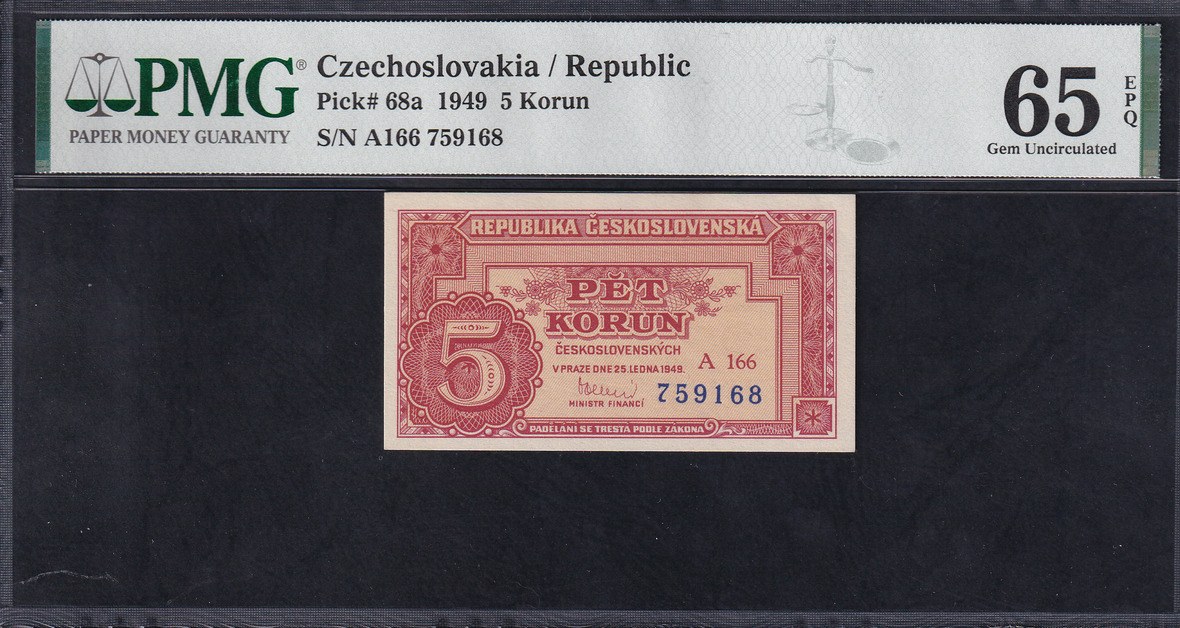 PMG®
PAPER MONEY GUARANTY
Czechoslovakia / Republic
Pick# 68a 1949 5 Korun
S/N A166 759168
65
EPQ
Gem Uncirculated
REPUBLIKA ČESKOSLOVENSKÁ
PĚT
KORUN
ČESKOSLOVENSKÝCH
V PRAZE DNE 25. LEDNA 1949.
A 166
5
MINISTR FINANCÍ
759168
PADĚLÁNÍ SE TRESTÁ PODLE ZÁKONA